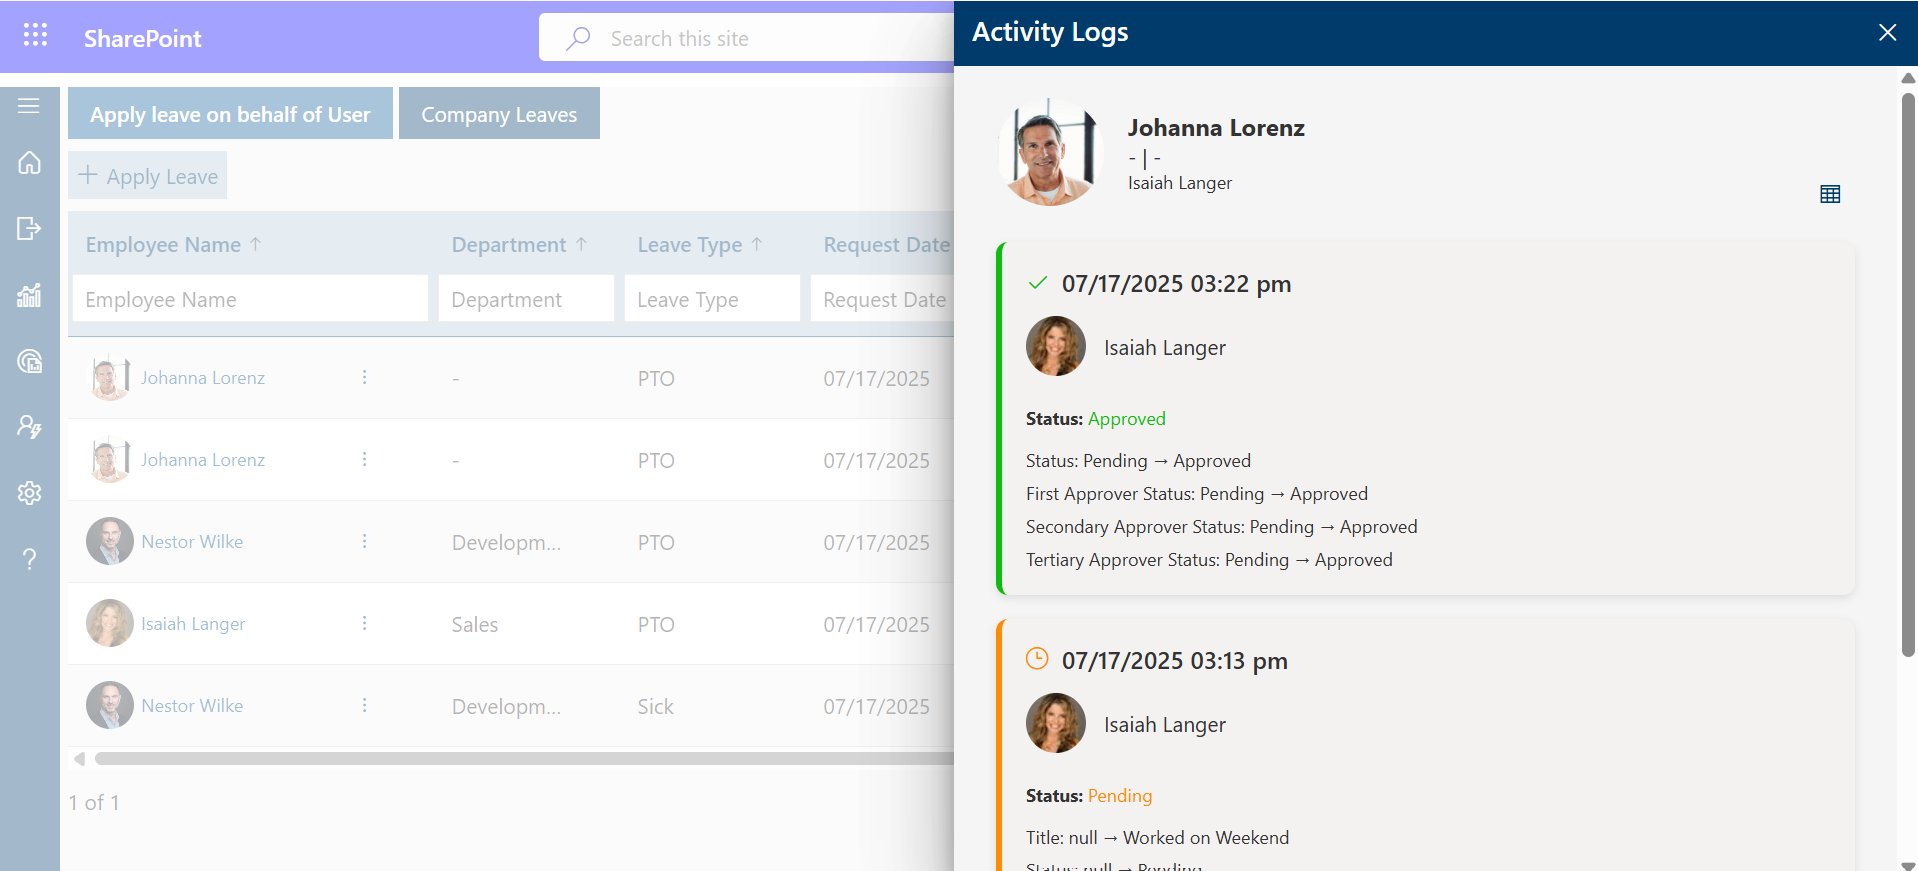 SharePoint
Search this site
Apply leave on behalf of User
Company Leaves
+ Apply Leave
Employee Name ↑
Department ↑
Leave Type ↑
Request Date
Employee Name
Department
Leave Type
Request Date
Johanna Lorenz
-
PTO
07/17/2025
Johanna Lorenz
-
PTO
07/17/2025
Nestor Wilke
Developm...
PTO
07/17/2025
Isaiah Langer
Sales
PTO
07/17/2025
Nestor Wilke
Developm...
Sick
07/17/2025
1 of 1
Activity Logs
Johanna Lorenz
- | -
Isaiah Langer
07/17/2025 03:22 pm
Isaiah Langer
Status: Approved
Status: Pending → Approved
First Approver Status: Pending → Approved
Secondary Approver Status: Pending → Approved
Tertiary Approver Status: Pending → Approved
07/17/2025 03:13 pm
Isaiah Langer
Status: Pending
Title: null → Worked on Weekend
Status: null → Pending